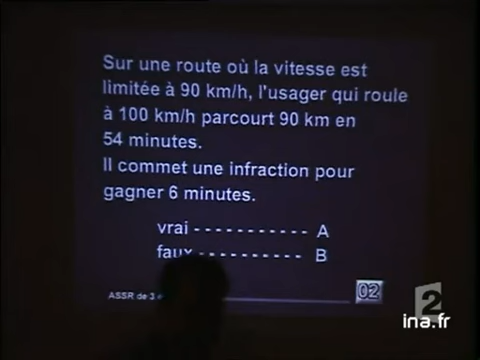 Sur une route où la vitesse est
limitée à 90 km/h, l'usager qui roule
à 100 km/h parcourt 90 km en
54 minutes.
Il commet une infraction pour
gagner 6 minutes.
vrai - - - - - - - - - - - A
faux - - - - - - - - - - B
ASSR de 3
02
2
ina.fr